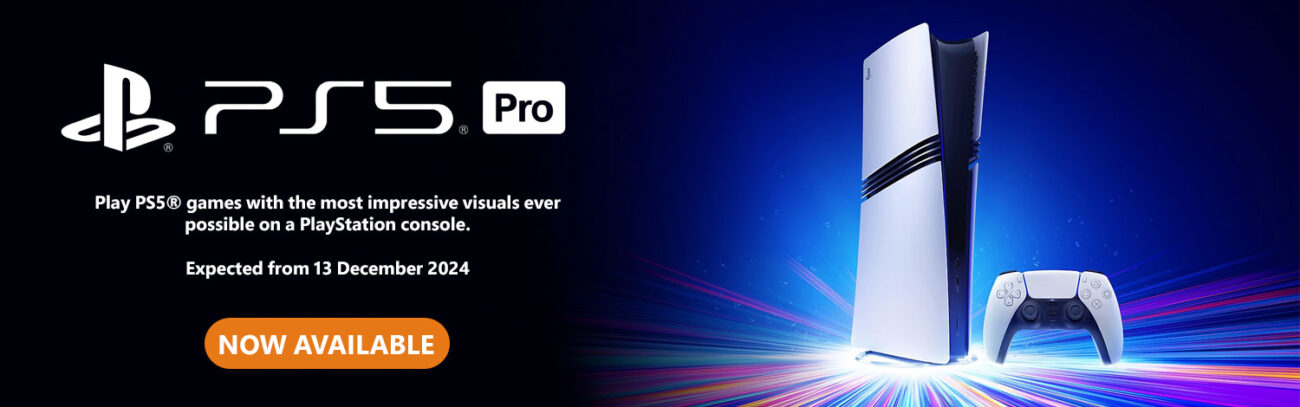 PS5® Pro
Play PS5® games with the most impressive visuals ever
possible on a PlayStation console.
Expected from 13 December 2024
NOW AVAILABLE